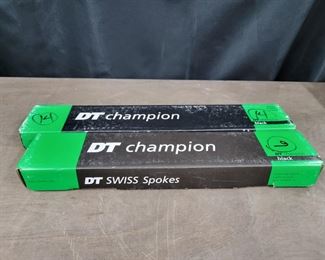 DT champion
black
DT champion
black
DT SWISS Spokes